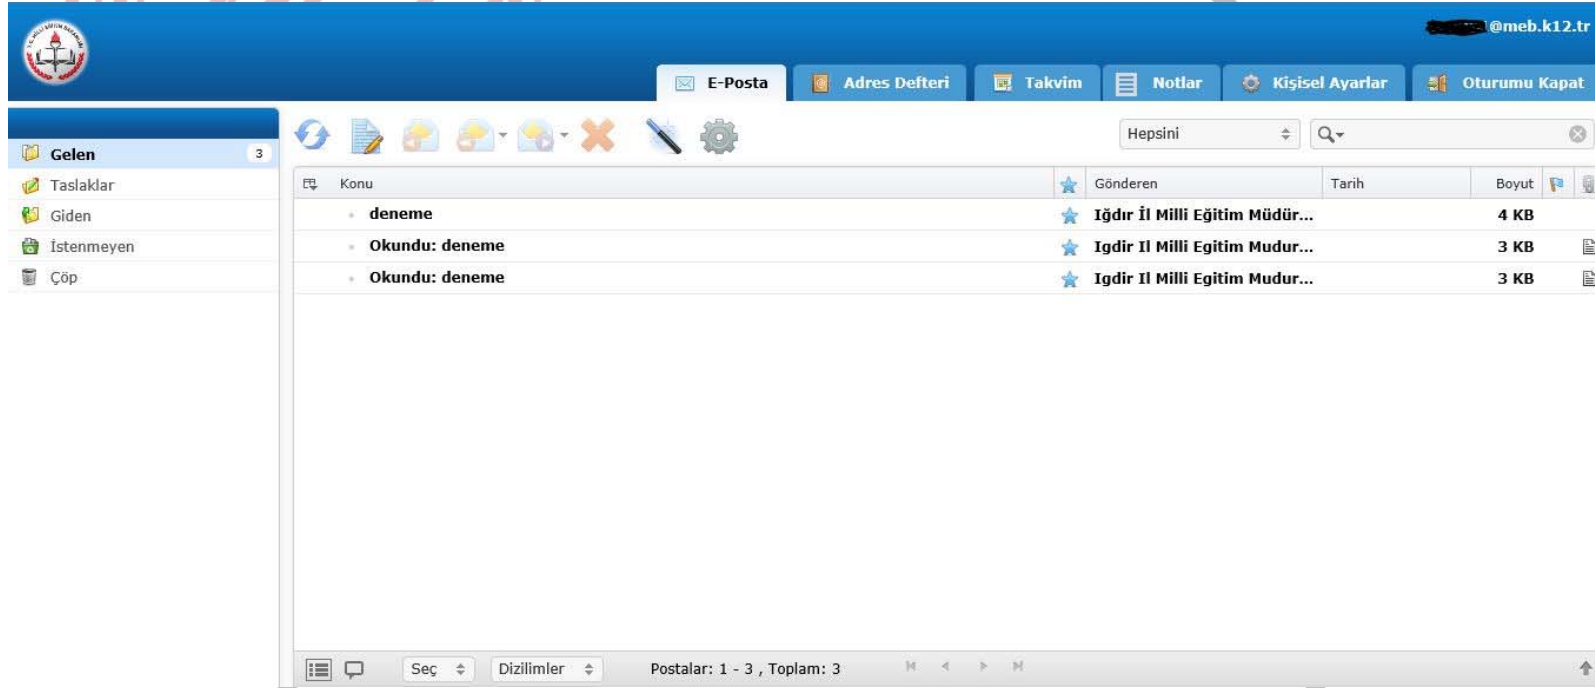 @meb.k12.tr
E-Posta Adres Defteri Takvim Notlar Kişisel Ayarlar Oturumu Kapat
Gelen 3
Taslaklar
Giden
İstenmeyen
Çöp
Hepsini
Konu Gönderen Tarih Boyut
deneme Iğdır İl Milli Eğitim Müdür... 4 KB
Okundu: deneme Igdir Il Milli Egitim Mudur... 3 KB
Okundu: deneme Igdir Il Milli Egitim Mudur... 3 KB
Seç Dizilimler Postalar: 1 - 3 , Toplam: 3